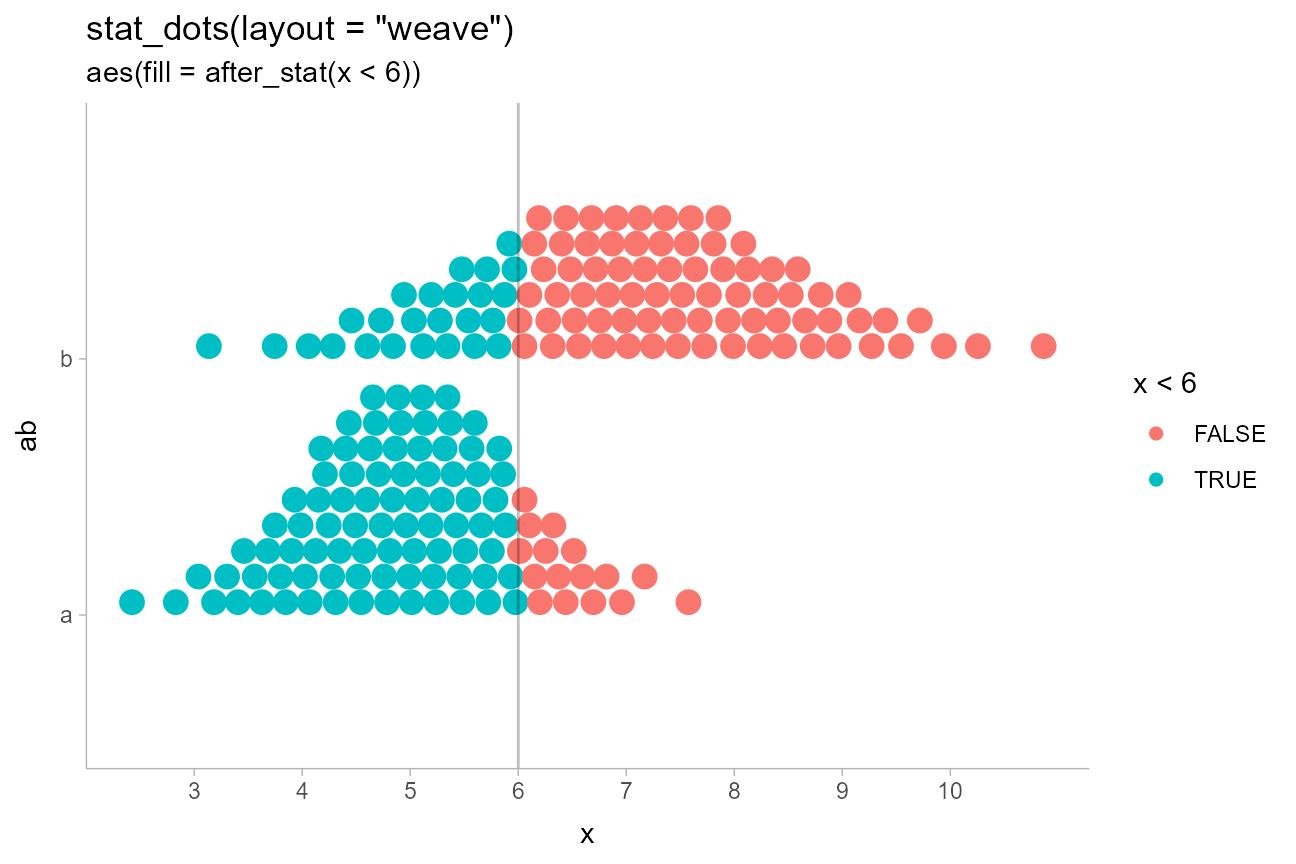 stat_dots(layout = "weave")
aes(fill = after_stat(x < 6))
ab
b
a
3 4 5 6 7 8 9 10
x
x < 6
FALSE
TRUE